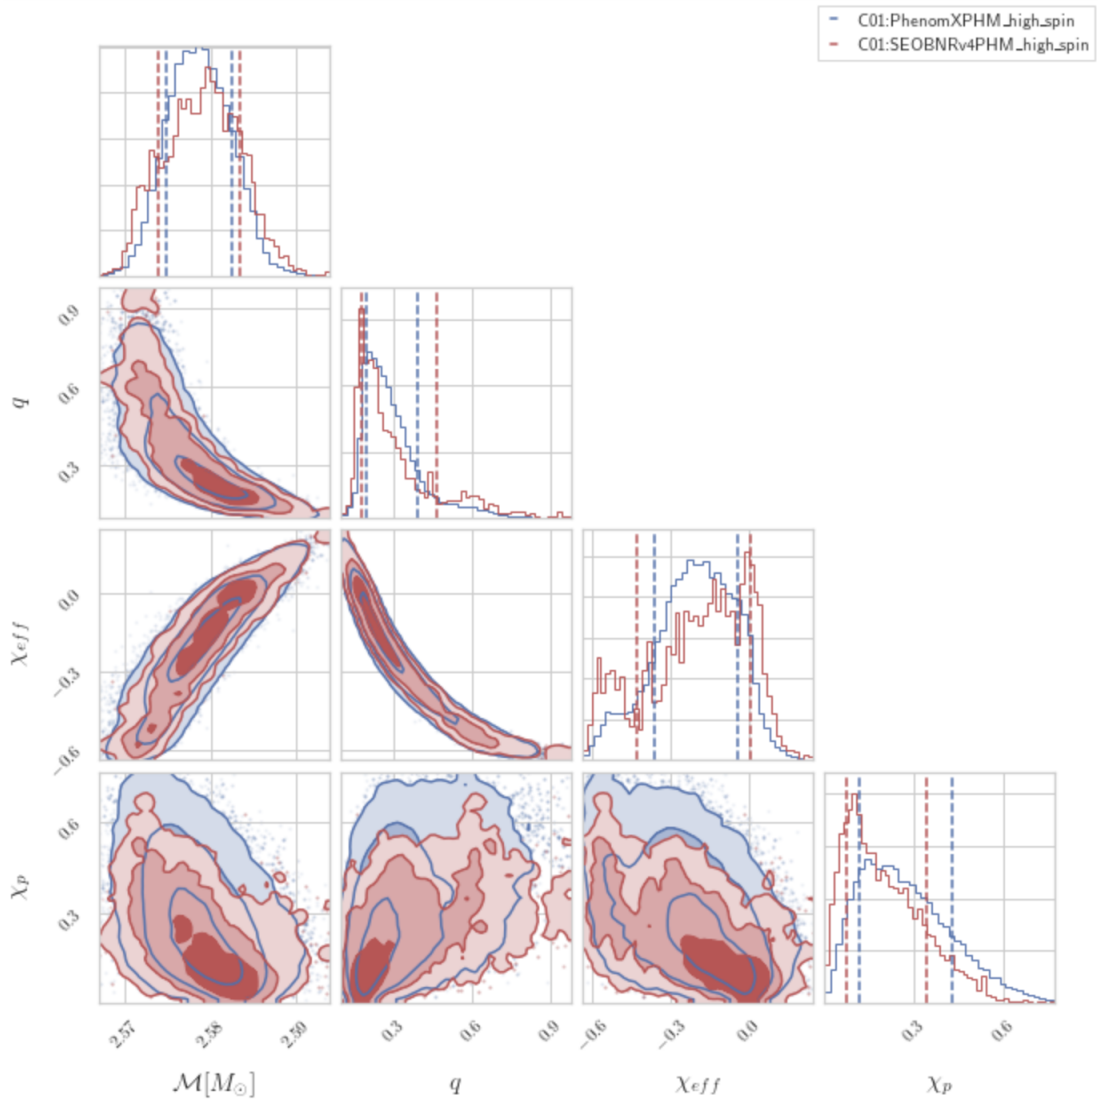 C01:PhenomXPHM_high_spin
C01:SEOBNRv4PHM_high_spin
0.9
0.6
0.3
q
0.0
−0.3
−0.6
χeff
0.6
0.3
χp
2.57
2.58
2.59
0.3
0.6
0.9
−0.6
−0.3
0.0
0.3
0.6
ℳ[M⊙]
q
χeff
χp